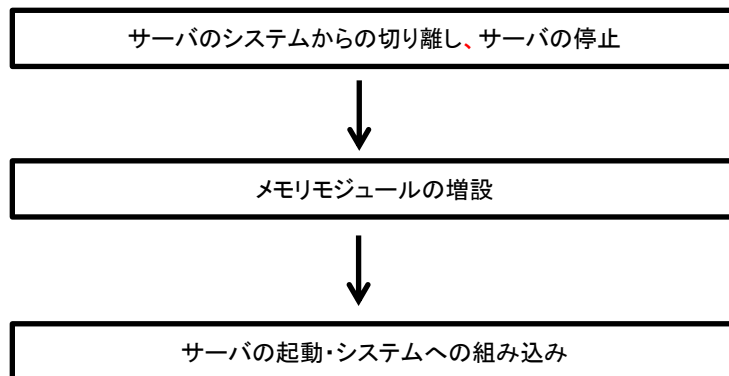 サーバのシステムからの切り離し、サーバの停止
メモリモジュールの増設
サーバの起動・システムへの組み込み